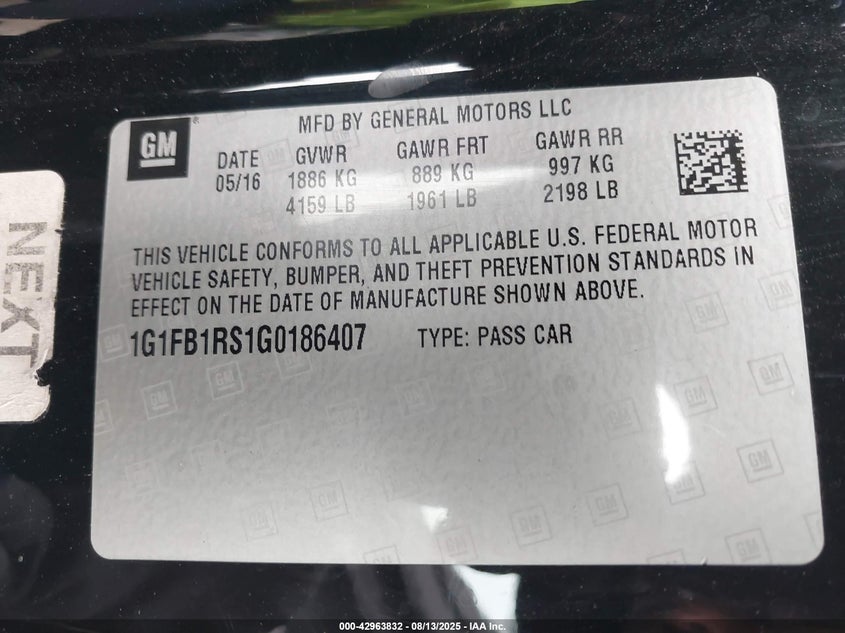 GM
MFD BY GENERAL MOTORS LLC
DATE GVWR GAWR FRT GAWR RR
05/16 1886 KG 889 KG 997 KG
4159 LB 1961 LB 2198 LB
THIS VEHICLE CONFORMS TO ALL APPLICABLE U.S. FEDERAL MOTOR
VEHICLE SAFETY, BUMPER, AND THEFT PREVENTION STANDARDS IN
EFFECT ON THE DATE OF MANUFACTURE SHOWN ABOVE.
1G1FB1RS1G0186407 TYPE: PASS CAR
NEXT
000-42963832 - 08/13/2025 - IAA Inc.